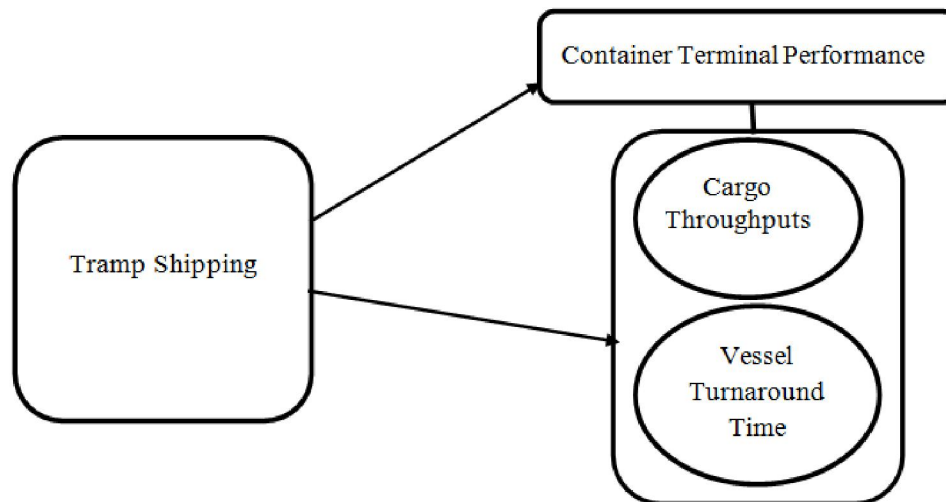 Container Terminal Performance
Cargo
Throughputs
Tramp Shipping
Vessel
Turnaround
Time